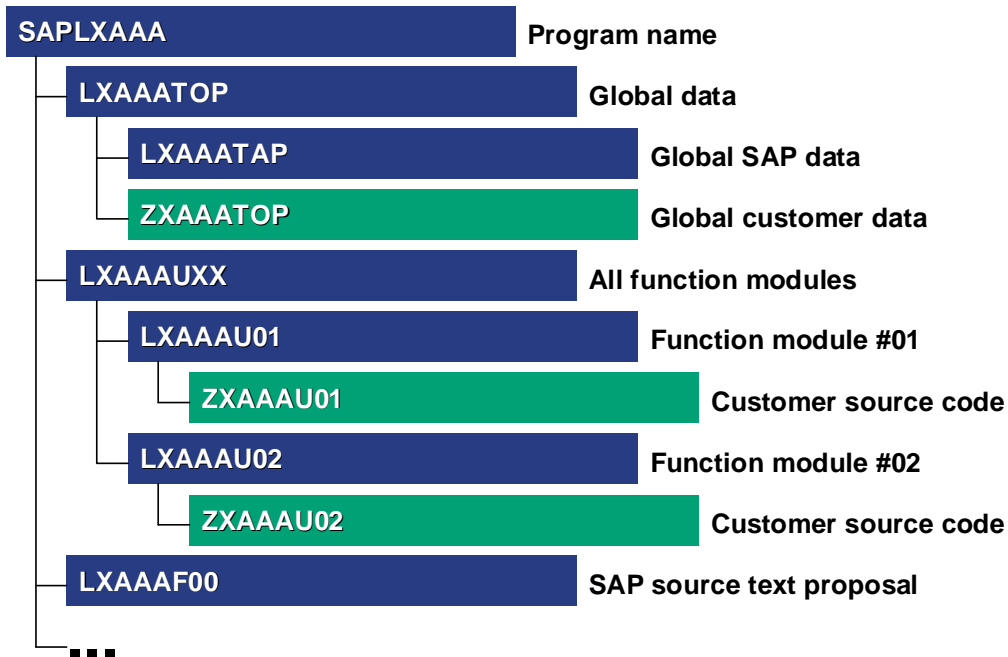 SAPLXAAA Program name
LXAAATOP Global data
LXAAATAP Global SAP data
ZXAAATOP Global customer data
LXAAAUXX All function modules
LXAAAU01 Function module #01
ZXAAAU01 Customer source code
LXAAAU02 Function module #02
ZXAAAU02 Customer source code
LXAAAF00 SAP source text proposal
...